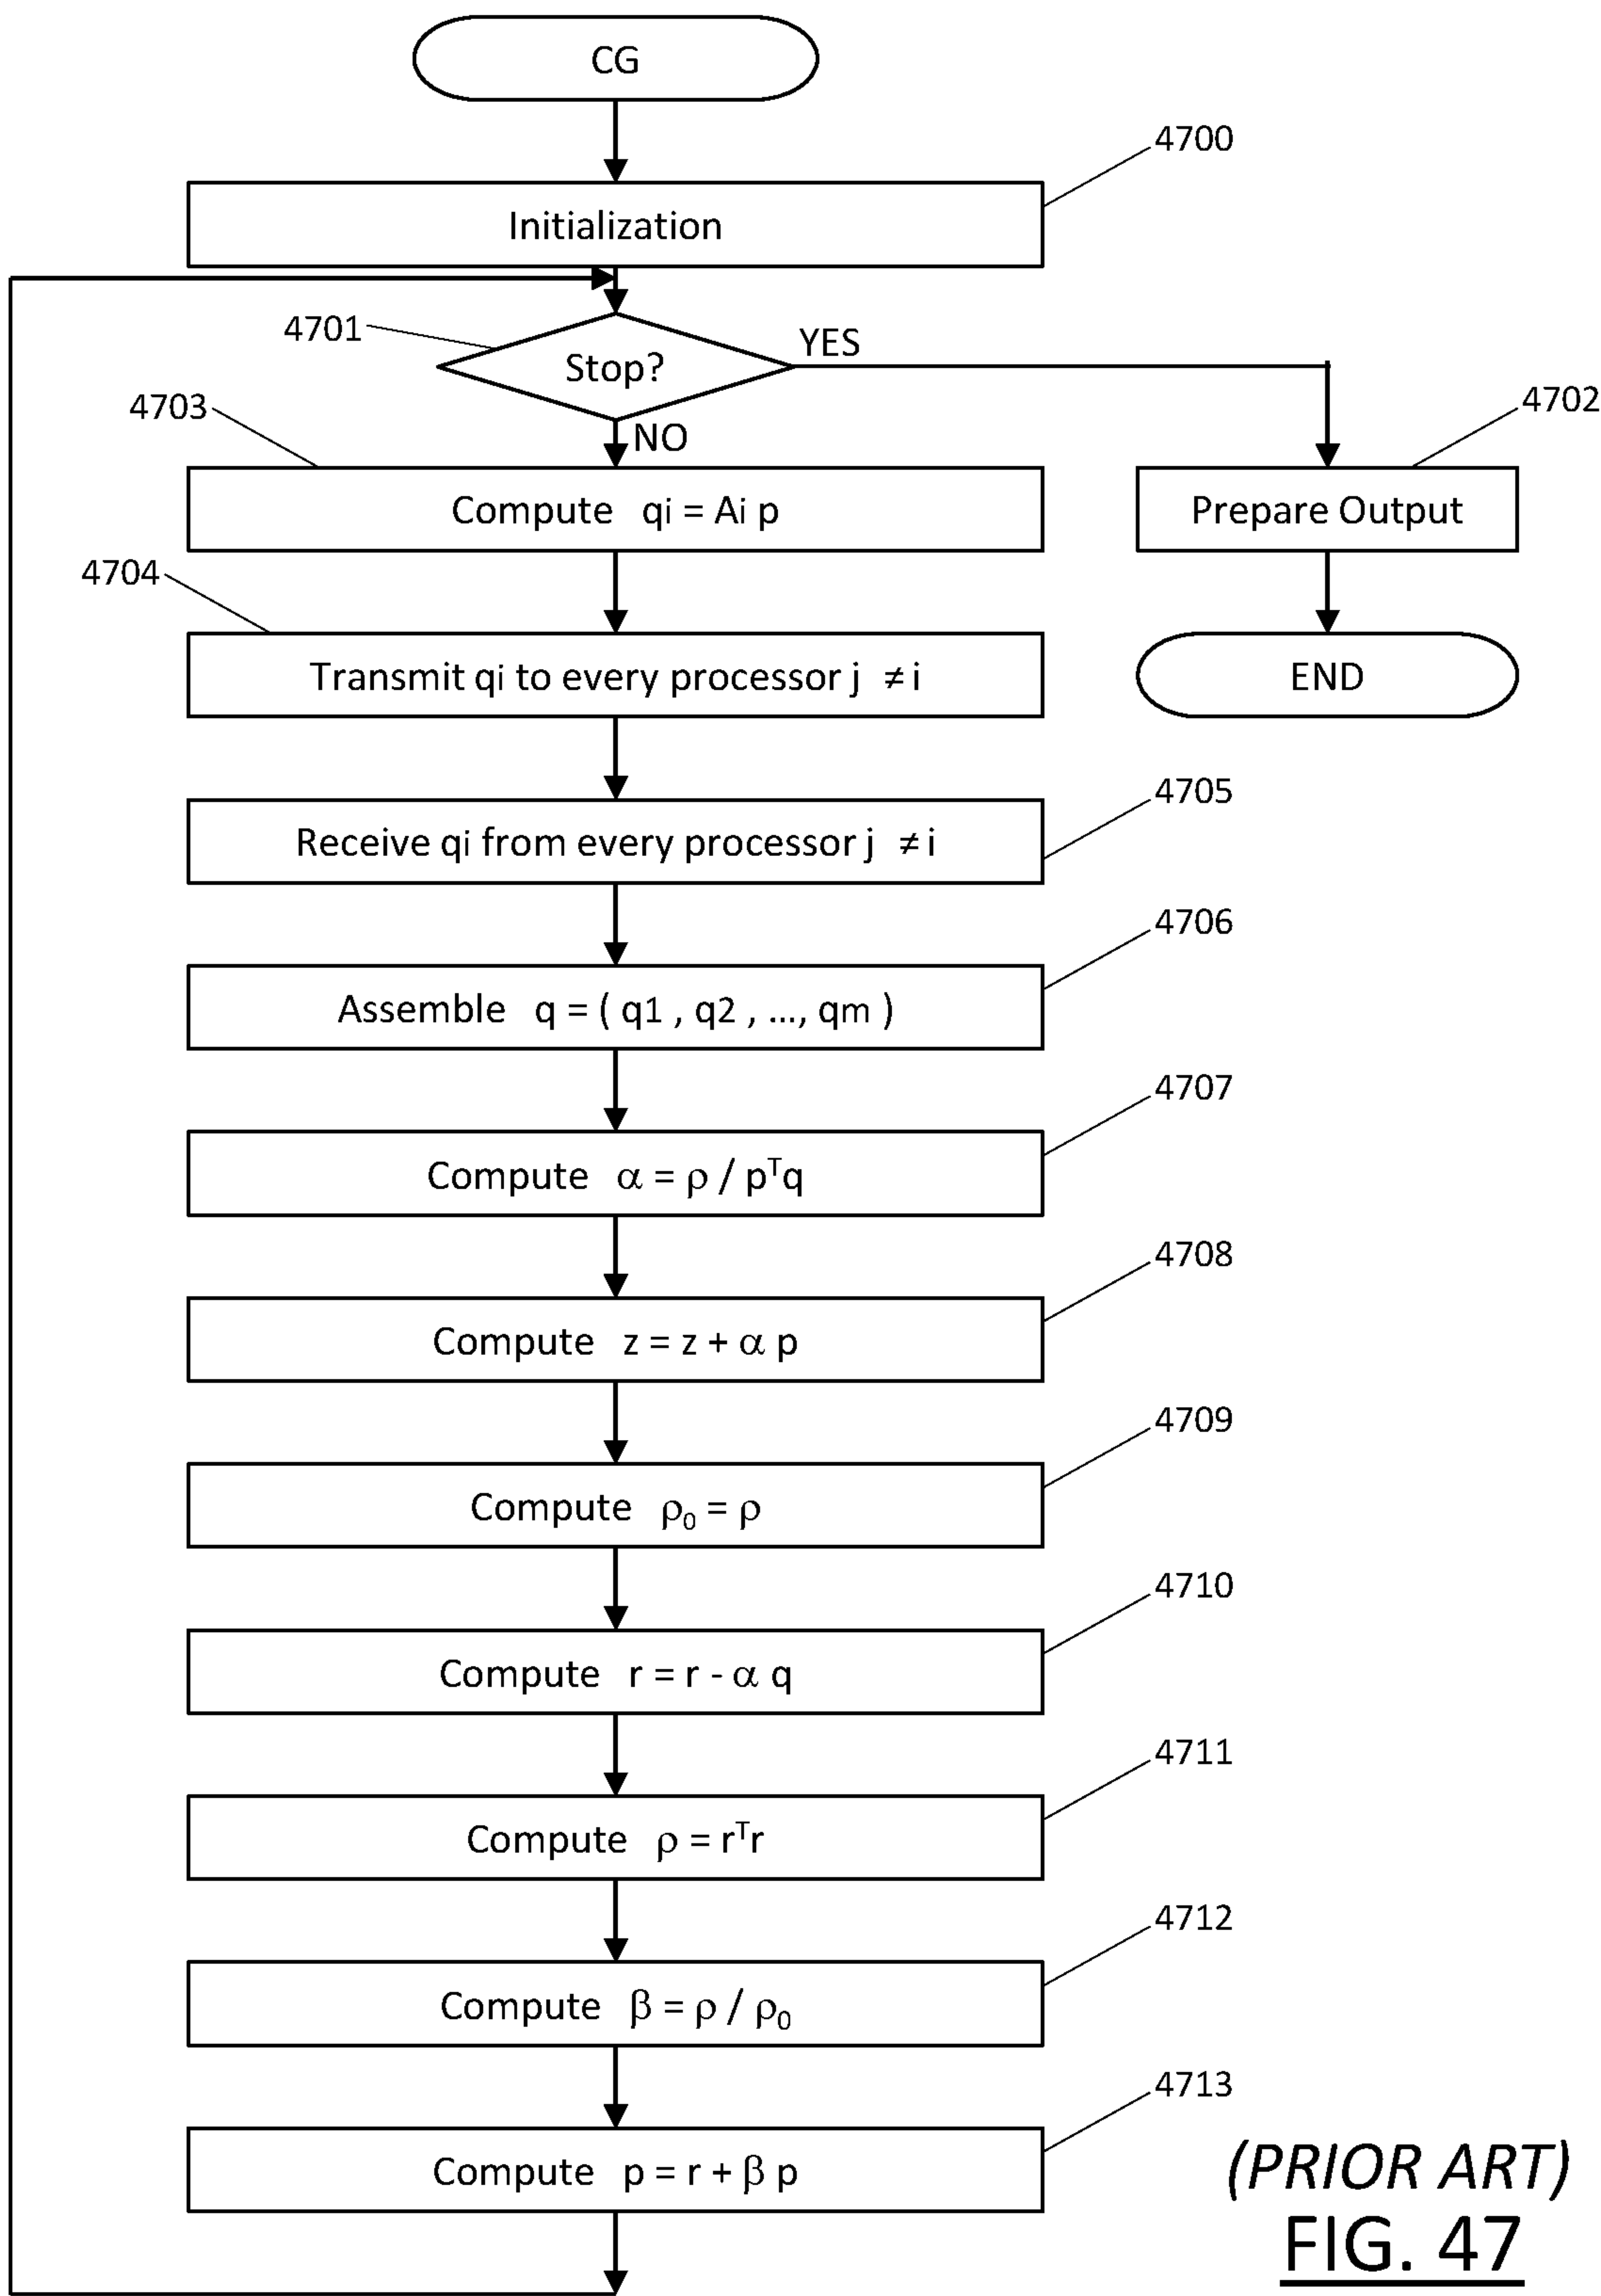 CG
4700
Initialization
4701
Stop?
YES
4703
NO
4702
Compute qi = Ai p
Prepare Output
4704
Transmit qi to every processor j ≠ i
END
4705
Receive qi from every processor j ≠ i
4706
Assemble q = ( q1 , q2 , ..., qm )
4707
Compute α = ρ / pᵀq
4708
Compute z = z + α p
4709
Compute ρ₀ = ρ
4710
Compute r = r - α q
4711
Compute ρ = rᵀr
4712
Compute β = ρ / ρ₀
4713
Compute p = r + β p
(PRIOR ART)
FIG. 47